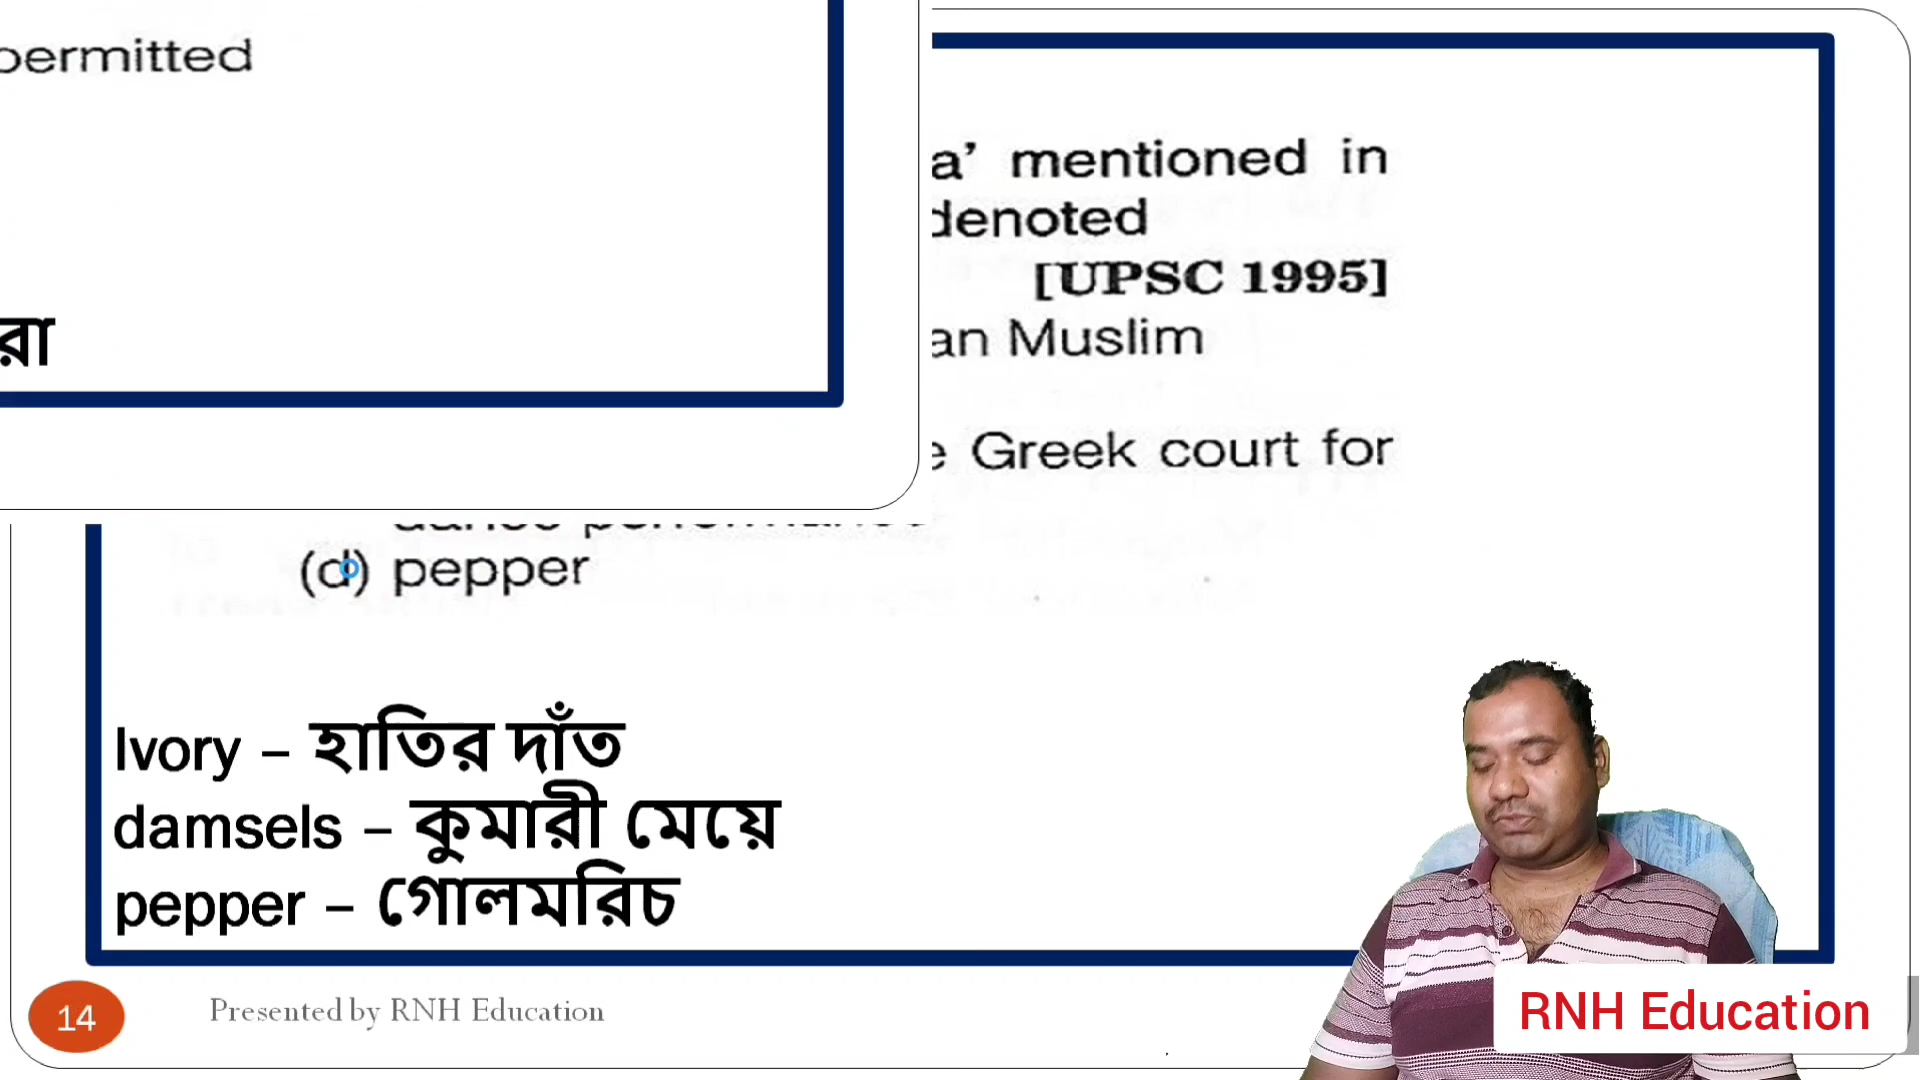 permitted
রা
a’ mentioned in
denoted
[UPSC 1995]
an Muslim
Greek court for
(d) pepper
Ivory – হাতির দাঁত
damsels – কুমারী মেয়ে
pepper – গোলমরিচ
14
Presented by RNH Education
RNH Education